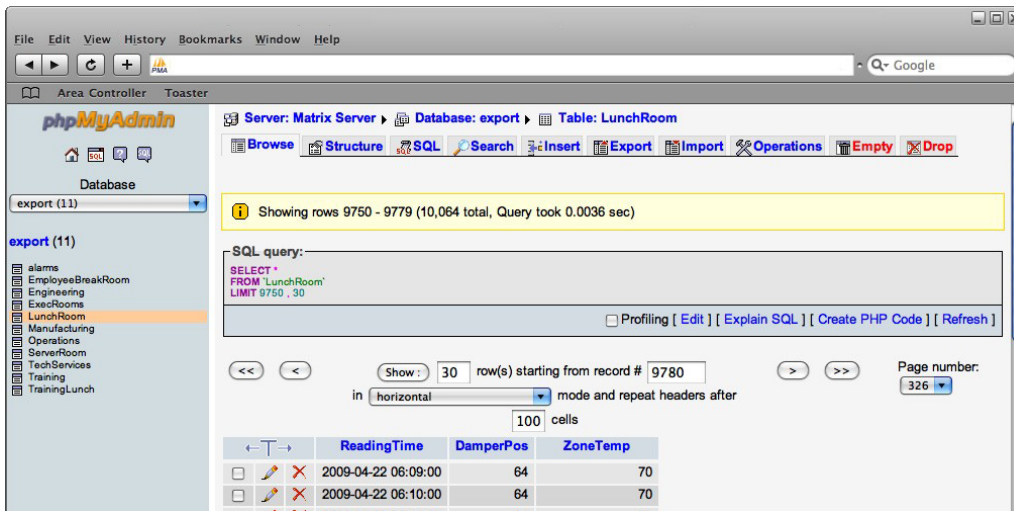 File Edit View History Bookmarks Window Help
PMA
Google
Area Controller Toaster
phpMyAdmin
SQL
Database
export (11)
export (11)
alarms
EmployeeBreakRoom
Engineering
ExecRooms
LunchRoom
Manufacturing
Operations
ServerRoom
TechServices
Training
TrainingLunch
Server: Matrix Server Database: export Table: LunchRoom
Browse Structure SQL Search Insert Export Import Operations Empty Drop
Showing rows 9750 - 9779 (10,064 total, Query took 0.0036 sec)
SQL query:
SELECT *
FROM `LunchRoom`
LIMIT 9750 , 30
Profiling [ Edit ] [ Explain SQL ] [ Create PHP Code ] [ Refresh ]
<< < Show : 30 row(s) starting from record # 9780 > >> Page number:
326
in horizontal mode and repeat headers after
100 cells
←T→ ReadingTime DamperPos ZoneTemp
2009-04-22 06:09:00 64 70
2009-04-22 06:10:00 64 70